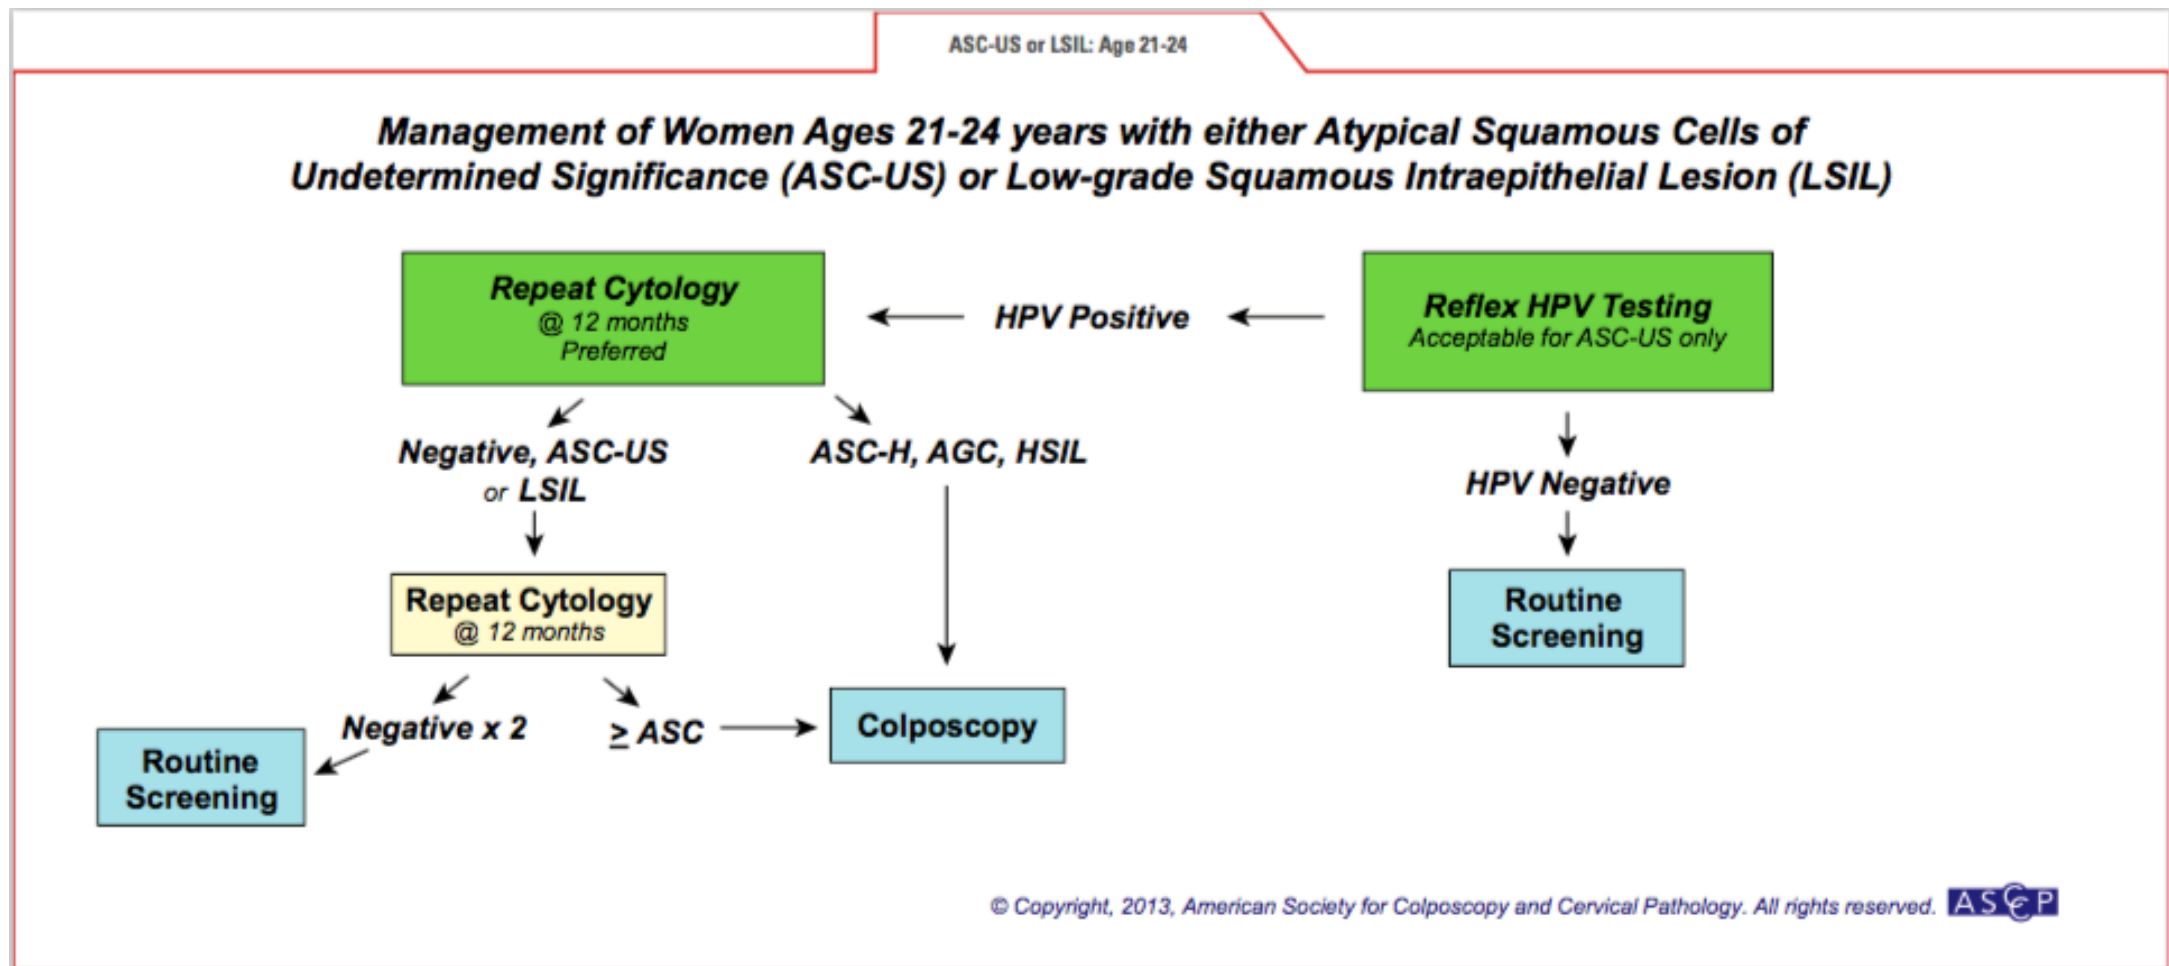 ASC-US or LSIL: Age 21-24
Management of Women Ages 21-24 years with either Atypical Squamous Cells of
Undetermined Significance (ASC-US) or Low-grade Squamous Intraepithelial Lesion (LSIL)
Repeat Cytology
@ 12 months
Preferred
HPV Positive
Reflex HPV Testing
Acceptable for ASC-US only
Negative, ASC-US
or LSIL
ASC-H, AGC, HSIL
HPV Negative
Repeat Cytology
@ 12 months
Routine
Screening
Negative x 2
≥ ASC
Colposcopy
Routine
Screening
© Copyright, 2013, American Society for Colposcopy and Cervical Pathology. All rights reserved.
ASCCP